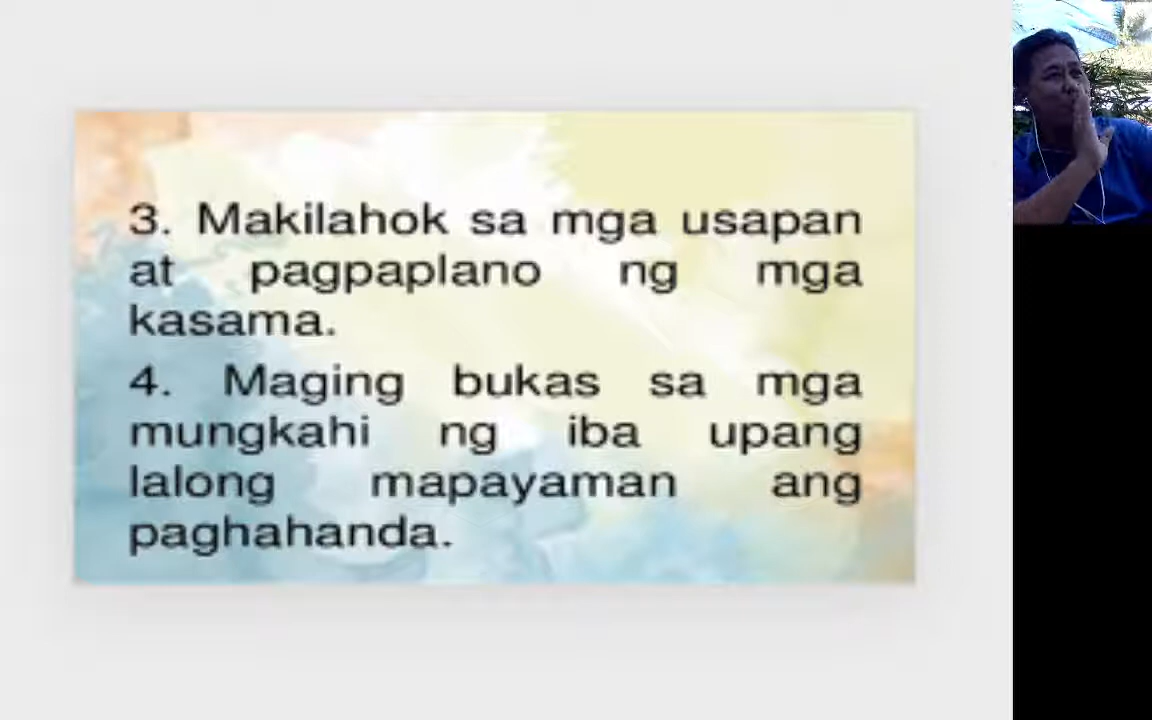 3. Makilahok sa mga usapan
at pagpaplano ng mga
kasama.
4. Maging bukas sa mga
mungkahi ng iba upang
lalong mapayaman ang
paghahanda.